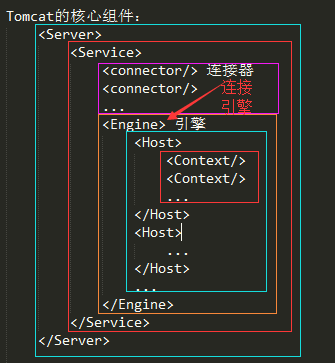 Tomcat的核心组件：
<Server>
<Service>
<connector/> 连接器
<connector/> 连接
... 引擎
<Engine> 引擎
<Host>
<Context/>
<Context/>
...
</Host>
<Host>
...
</Host>
...
</Engine>
</Service>
</Server>